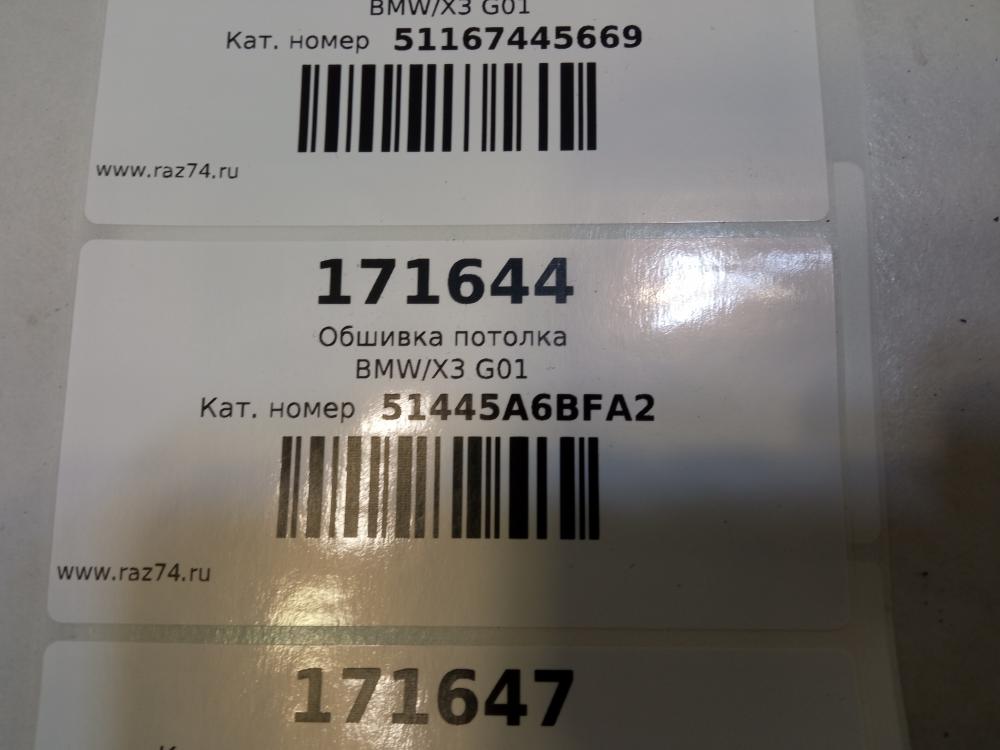 BMW/X3 G01
Кат. номер 51167445669
www.raz74.ru
171644
Обшивка потолка
BMW/X3 G01
Кат. номер 51445A6BFA2
www.raz74.ru
171647